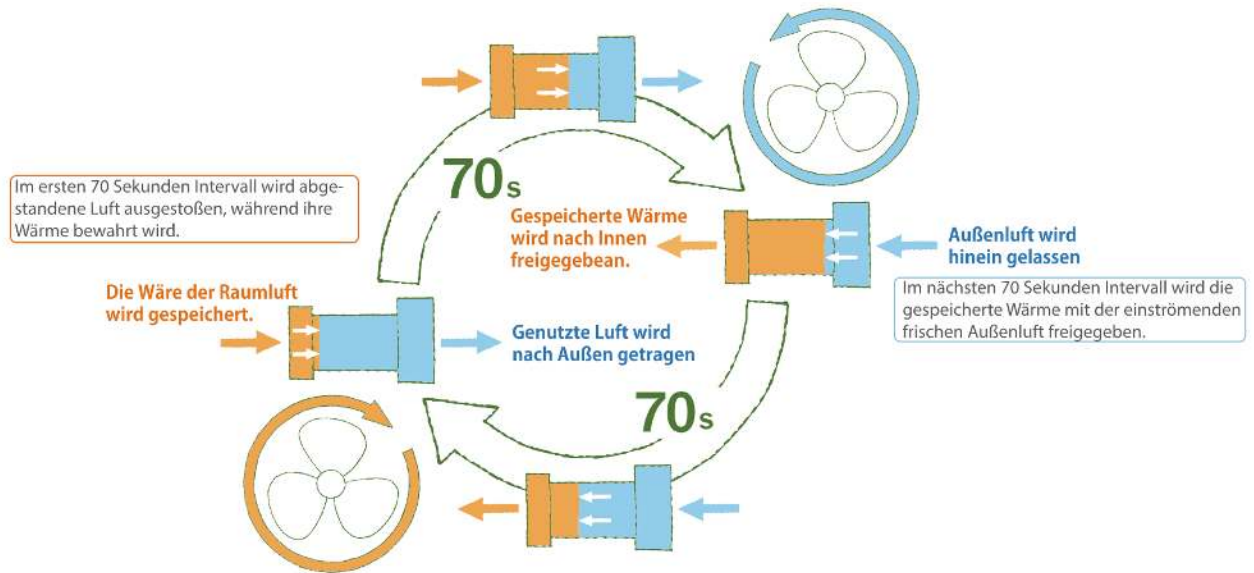 70s
Im ersten 70 Sekunden Intervall wird abge-
standene Luft ausgestoßen, während ihre
Wärme bewahrt wird.
Gespeicherte Wärme
wird nach Innen
freigegebean.
Außenluft wird
hinein gelassen
Im nächsten 70 Sekunden Intervall wird die
gespeicherte Wärme mit der einströmenden
frischen Außenluft freigegeben.
Die Wäre der Raumluft
wird gespeichert.
Genutzte Luft wird
nach Außen getragen
70s